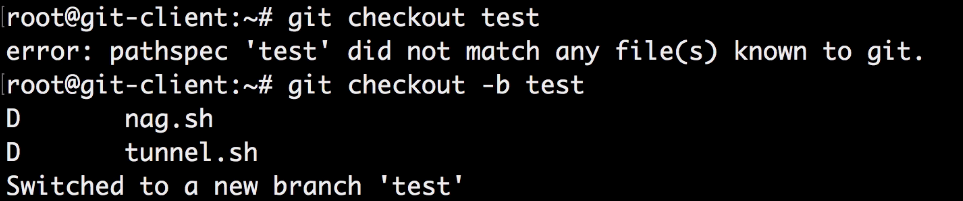 [root@git-client:~# git checkout test
error: pathspec 'test' did not match any file(s) known to git.
[root@git-client:~# git checkout -b test
D	nag.sh
D	tunnel.sh
Switched to a new branch 'test'